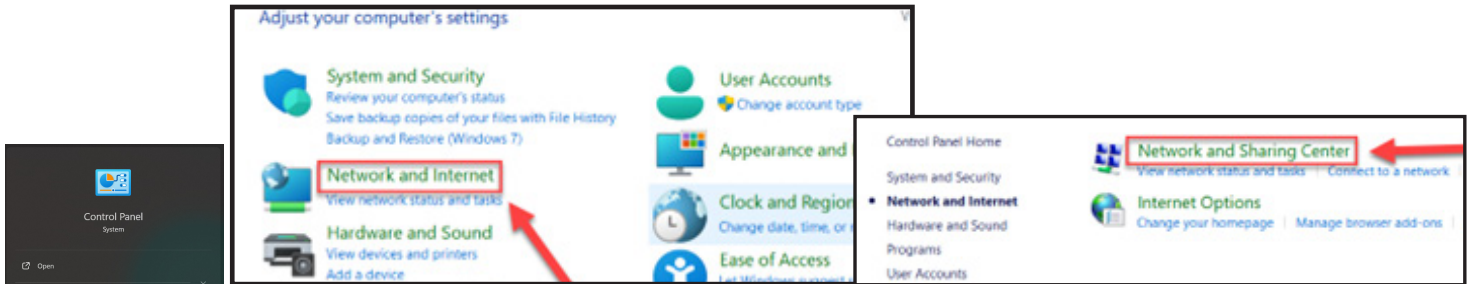 Control Panel
System
Open
Adjust your computer's settings
System and Security
Review your computer's status
Save backup copies of your files with File History
Backup and Restore (Windows 7)
Network and Internet
View network status and tasks
Hardware and Sound
View devices and printers
Add a device
User Accounts
Change account type
Appearance and
Clock and Region
Change date, time, or
Ease of Access
Let Windows suggest
Control Panel Home
System and Security
Network and Internet
Hardware and Sound
Programs
User Accounts
Network and Sharing Center
View network status and tasks | Connect to a network |
Internet Options
Change your homepage | Manage browser add-ons |